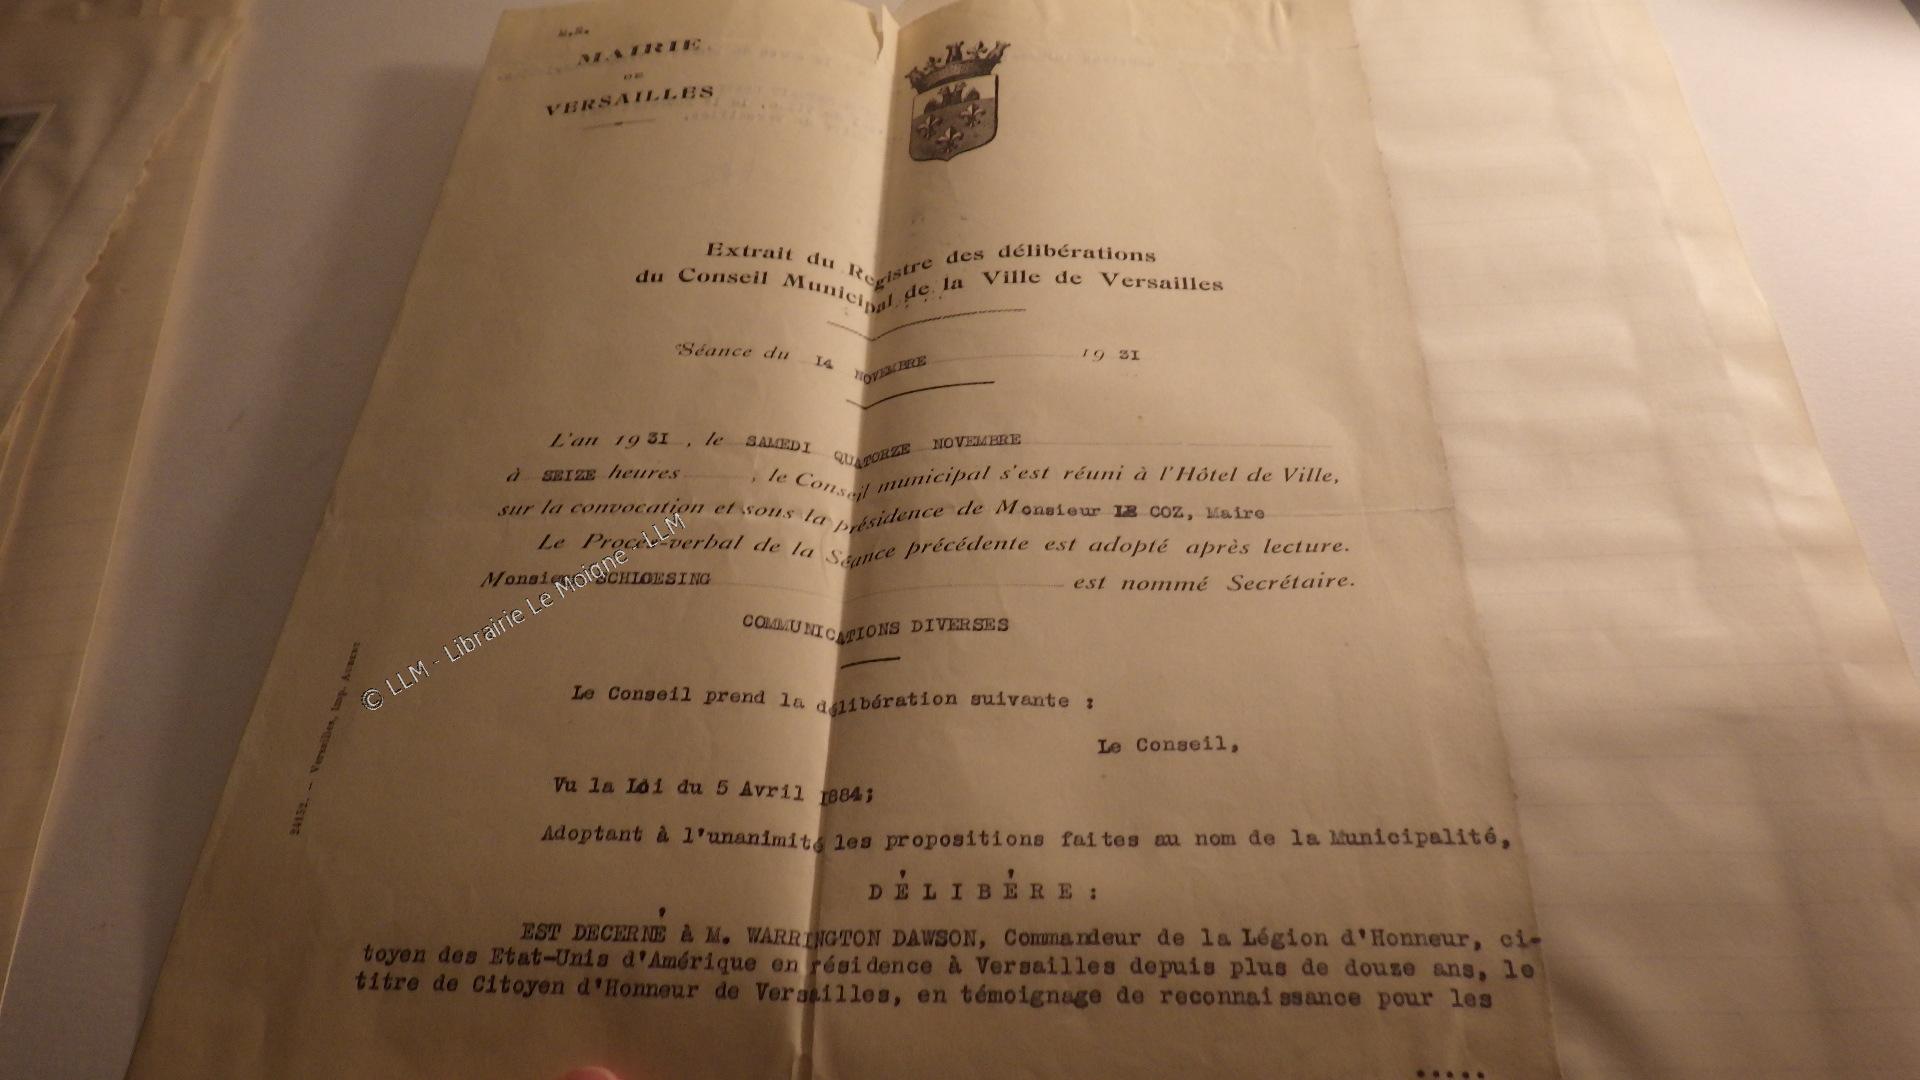 MAIRIE
DE
VERSAILLES
Extrait du Registre des délibérations
du Conseil Municipal de la Ville de Versailles
Séance du 14 NOVEMBRE 1931
L'an 1931, le SAMEDI QUATORZE NOVEMBRE
à SEIZE heures, le Conseil municipal s'est réuni à l'Hôtel de Ville,
sur la convocation et sous la présidence de Monsieur LE COZ, Maire
Le Procès-verbal de la Séance précédente est adopté après lecture.
Monsieur SCHLOESING est nommé Secrétaire.
COMMUNICATIONS DIVERSES
Le Conseil prend la délibération suivante :
Le Conseil,
Vu la Loi du 5 Avril 1884;
Adoptant à l'unanimité les propositions faites au nom de la Municipalité,
DÉLIBÉRE :
EST DECERNÉ à M. WARRINGTON DAWSON, Commandeur de la Légion d'Honneur, ci-
toyen des Etat-Unis d'Amérique en résidence à Versailles depuis plus de douze ans, le
titre de Citoyen d'Honneur de Versailles, en témoignage de reconnaissance pour les
.....
24152. - Versailles, Imp. AUBERT
© LLM - Librairie Le Moigne - LLM